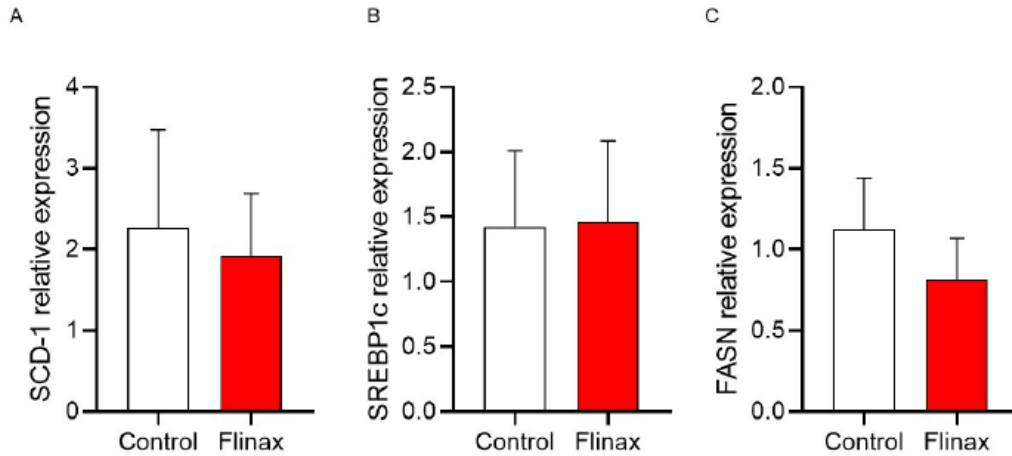 A
B
C
SCD-1 relative expression
4
3
2
1
0
Control Flinax
SREBP1c relative expression
2.5
2.0
1.5
1.0
0.5
0.0
Control Flinax
FASN relative expression
2.0
1.5
1.0
0.5
0.0
Control Flinax